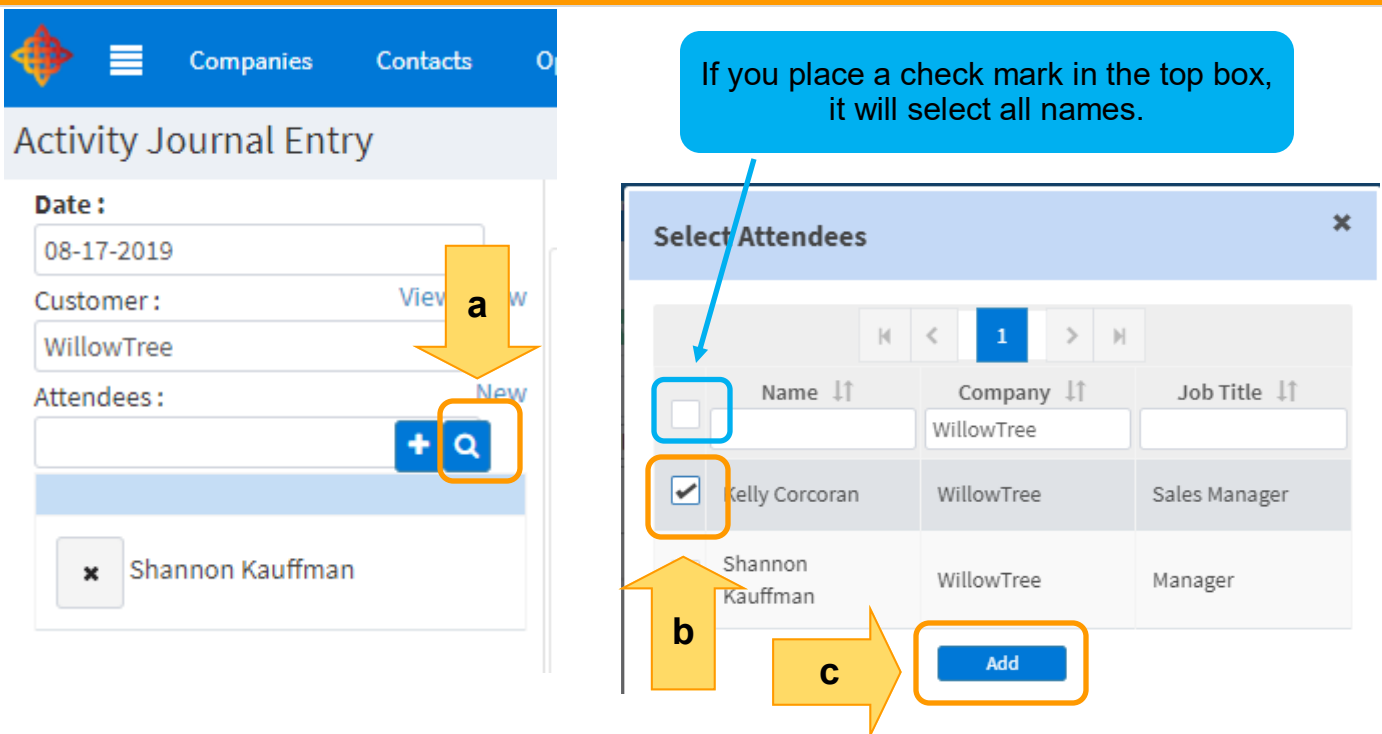 Companies Contacts
If you place a check mark in the top box,
it will select all names.
Activity Journal Entry
Date :
08-17-2019
Customer : View
WillowTree
a
Attendees : New
Shannon Kauffman
Select Attendees
1
Name Company Job Title
WillowTree
Kelly Corcoran WillowTree Sales Manager
Shannon
Kauffman WillowTree Manager
b
c
Add